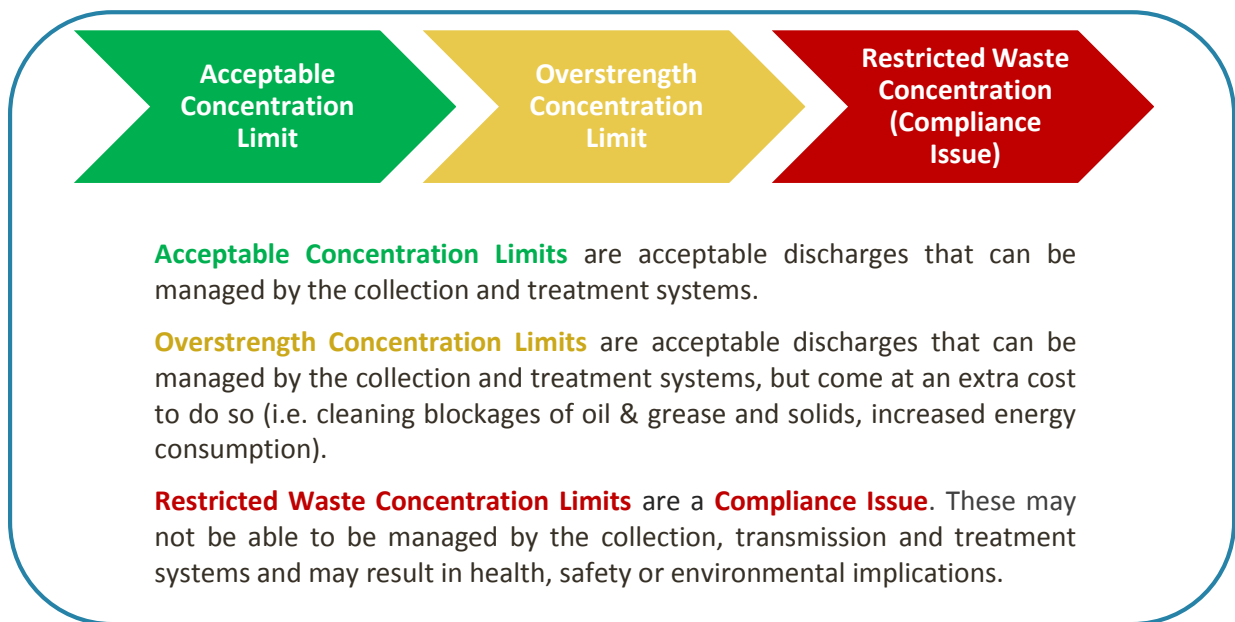 Acceptable
Concentration
Limit
Overstrength
Concentration
Limit
Restricted Waste
Concentration
(Compliance
Issue)
Acceptable Concentration Limits are acceptable discharges that can be
managed by the collection and treatment systems.
Overstrength Concentration Limits are acceptable discharges that can be
managed by the collection and treatment systems, but come at an extra cost
to do so (i.e. cleaning blockages of oil & grease and solids, increased energy
consumption).
Restricted Waste Concentration Limits are a Compliance Issue. These may
not be able to be managed by the collection, transmission and treatment
systems and may result in health, safety or environmental implications.